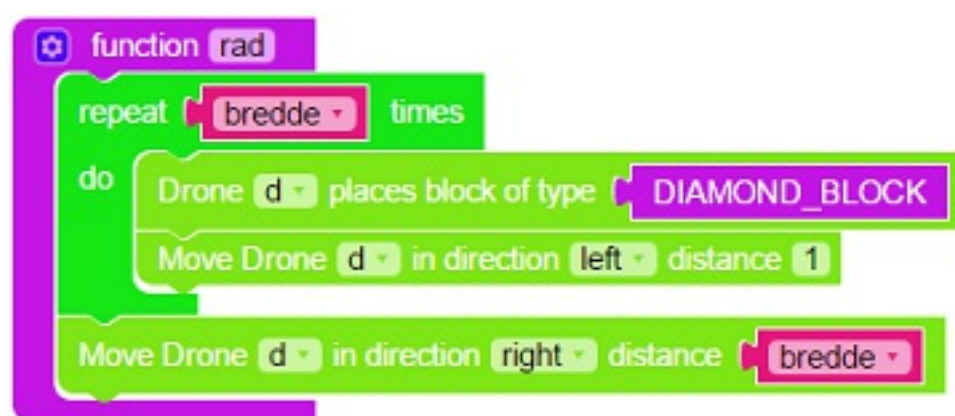 function rad
repeat bredde times
do
Drone d places block of type DIAMOND_BLOCK
Move Drone d in direction left distance 1
Move Drone d in direction right distance bredde